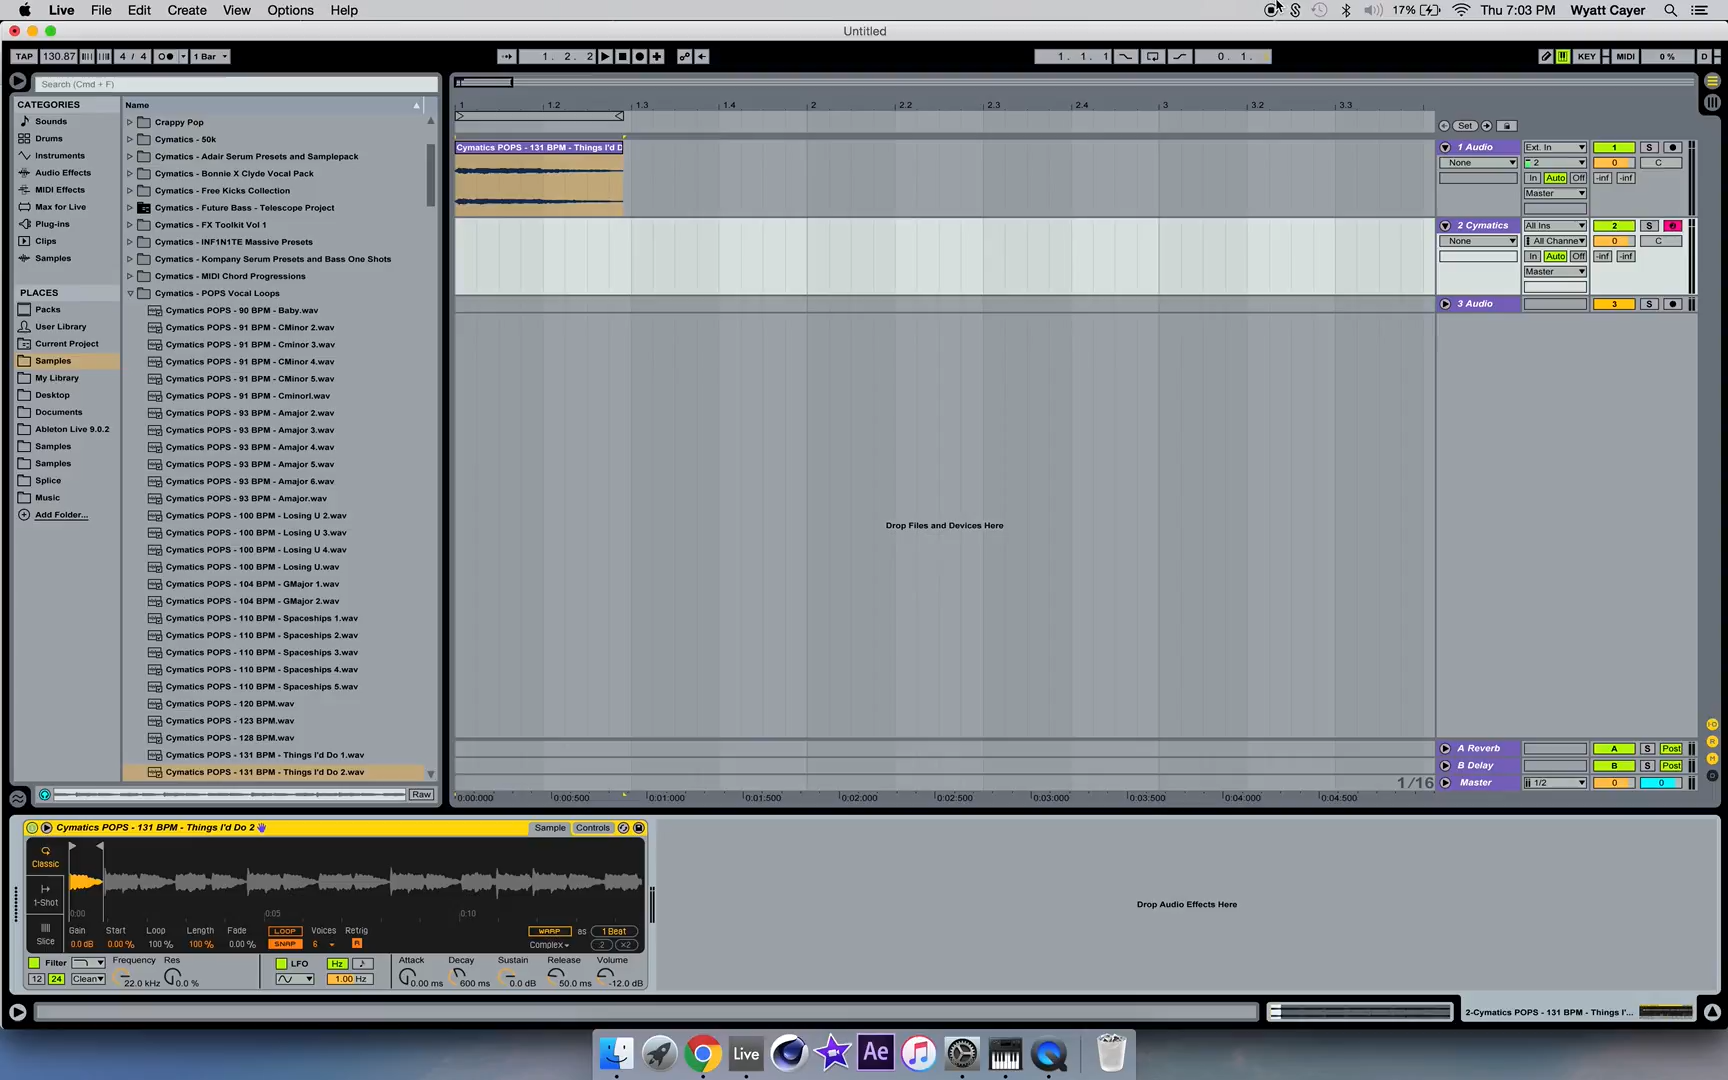 Live File Edit Create View Options Help 17% Thu 7:03 PM Wyatt Cayer
Untitled
TAP 130.87 4 / 4 1 Bar 1. 2. 2 1. 1. 1 0. 1. KEY MIDI 0 % D
Search (Cmd + F)
CATEGORIES
Sounds
Drums
Instruments
Audio Effects
MIDI Effects
Max for Live
Plug-ins
Clips
Samples
PLACES
Packs
User Library
Current Project
Samples
My Library
Desktop
Documents
Ableton Live 9.0.2
Samples
Samples
Splice
Music
Add Folder...
Name
Crappy Pop
Cymatics - 50k
Cymatics - Adair Serum Presets and Samplepack
Cymatics - Bonnie X Clyde Vocal Pack
Cymatics - Free Kicks Collection
Cymatics - Future Bass - Telescope Project
Cymatics - FX Toolkit Vol 1
Cymatics - INF1N1TE Massive Presets
Cymatics - Kompany Serum Presets and Bass One Shots
Cymatics - MIDI Chord Progressions
Cymatics - POPS Vocal Loops
Cymatics POPS - 90 BPM - Baby.wav
Cymatics POPS - 91 BPM - CMinor 2.wav
Cymatics POPS - 91 BPM - Cminor 3.wav
Cymatics POPS - 91 BPM - CMinor 4.wav
Cymatics POPS - 91 BPM - CMinor 5.wav
Cymatics POPS - 91 BPM - Cminorl.wav
Cymatics POPS - 93 BPM - Amajor 2.wav
Cymatics POPS - 93 BPM - Amajor 3.wav
Cymatics POPS - 93 BPM - Amajor 4.wav
Cymatics POPS - 93 BPM - Amajor 5.wav
Cymatics POPS - 93 BPM - Amajor 6.wav
Cymatics POPS - 93 BPM - Amajor.wav
Cymatics POPS - 100 BPM - Losing U 2.wav
Cymatics POPS - 100 BPM - Losing U 3.wav
Cymatics POPS - 100 BPM - Losing U 4.wav
Cymatics POPS - 100 BPM - Losing U.wav
Cymatics POPS - 104 BPM - GMajor 1.wav
Cymatics POPS - 104 BPM - GMajor 2.wav
Cymatics POPS - 110 BPM - Spaceships 1.wav
Cymatics POPS - 110 BPM - Spaceships 2.wav
Cymatics POPS - 110 BPM - Spaceships 3.wav
Cymatics POPS - 110 BPM - Spaceships 4.wav
Cymatics POPS - 110 BPM - Spaceships 5.wav
Cymatics POPS - 120 BPM.wav
Cymatics POPS - 123 BPM.wav
Cymatics POPS - 128 BPM.wav
Cymatics POPS - 131 BPM - Things I'd Do 1.wav
Cymatics POPS - 131 BPM - Things I'd Do 2.wav
Raw
1 1.2 1.3 1.4 2 2.2 2.3 2.4 3 3.2 3.3
Set
Cymatics POPS - 131 BPM - Things I'd D
1 Audio Ext. In 1 S
None 2 0 C
In Auto Off -inf -inf
Master
2 Cymatics All Ins 2 S
None All Channe 0 C
In Auto Off -inf -inf
Master
3 Audio 3 S
Drop Files and Devices Here
A Reverb A S Post
B Delay B S Post
1/16 Master 1/2 0 0
0:00:000 0:00:500 0:01:000 0:01:500 0:02:000 0:02:500 0:03:000 0:03:500 0:04:000 0:04:500
Cymatics POPS - 131 BPM - Things I'd Do 2 Sample Controls
Classic
1-Shot
Slice
0:00 0:05 0:10
Gain Start Loop Length Fade LOOP Voices Retrig WARP as 1 Beat
0.0 dB 0.00 % 100 % 100 % 0.00 % SNAP 6 R Complex :2 ×2
Filter Frequency Res LFO Hz Attack Decay Sustain Release Volume
12 24 Clean 22.0 kHz 0.0 % 1.00 Hz 0.00 ms 600 ms 0.0 dB 50.0 ms -12.0 dB
Drop Audio Effects Here
2-Cymatics POPS - 131 BPM - Things I'...
Live Ae